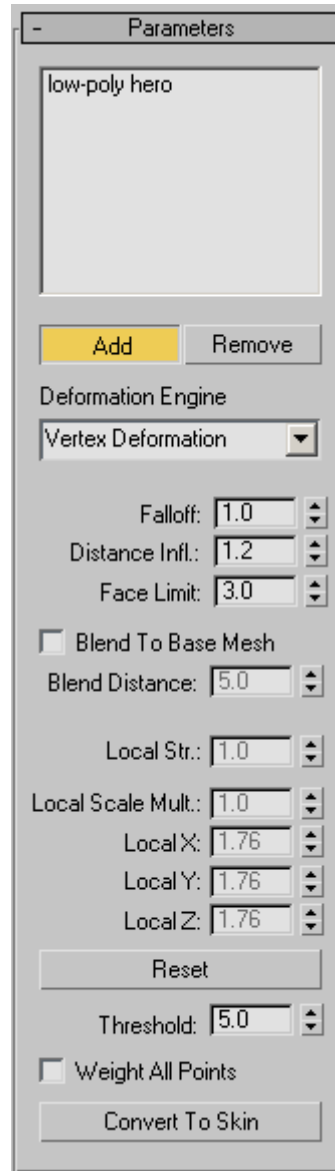 - Parameters
low-poly hero
Add Remove
Deformation Engine
Vertex Deformation
Falloff: 1.0
Distance Infl.: 1.2
Face Limit: 3.0
Blend To Base Mesh
Blend Distance: 5.0
Local Str.: 1.0
Local Scale Mult.: 1.0
Local X: 1.76
Local Y: 1.76
Local Z: 1.76
Reset
Threshold: 5.0
Weight All Points
Convert To Skin